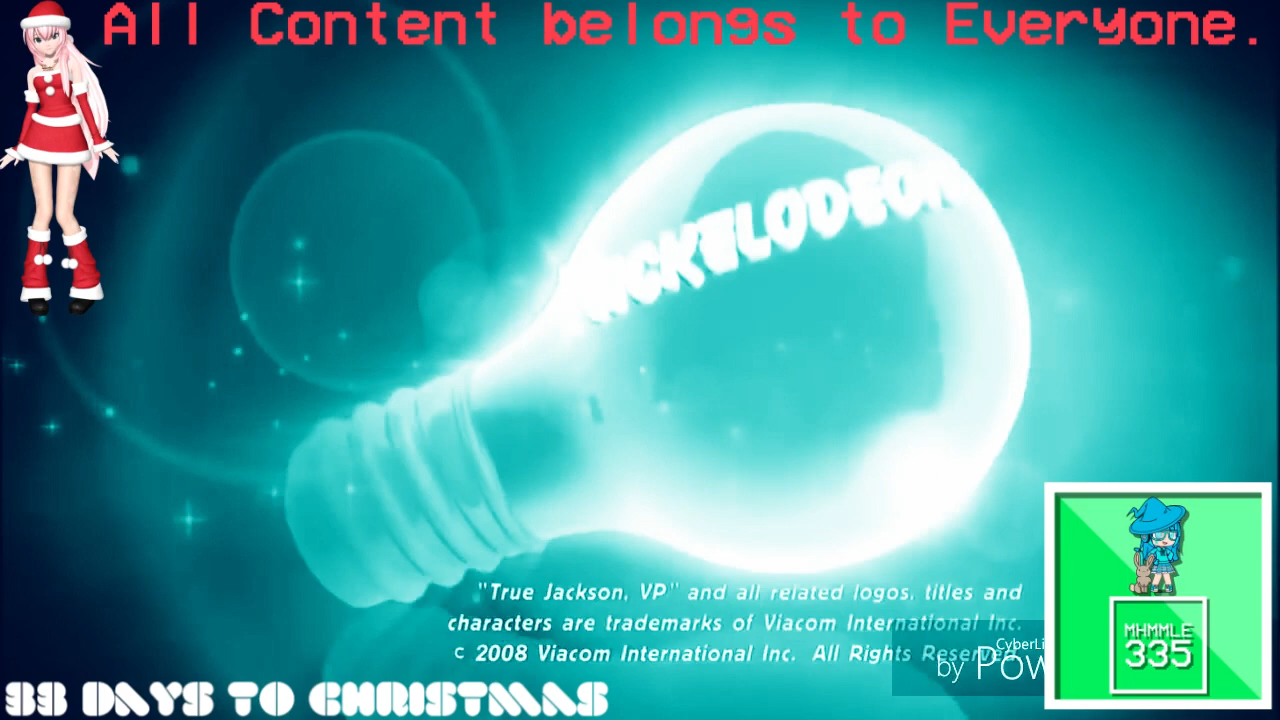 All Content belongs to Everyone.
NICKELODEON
"True Jackson, VP" and all related logos, titles and
characters are trademarks of Viacom International Inc.
c 2008 Viacom International Inc. All Rights Reserved
CyberLi
by POW
MHMMLE
335
DAYS TO CHRISTMAS